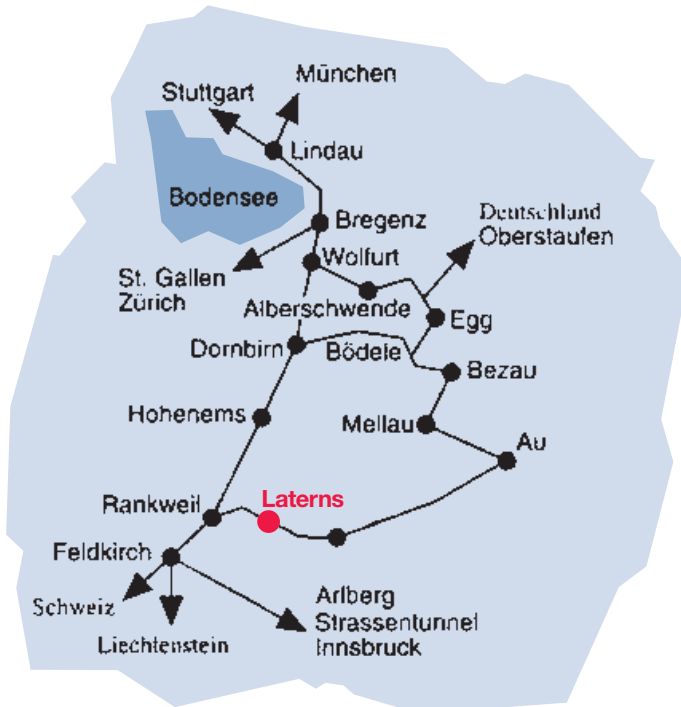 München
Stuttgart
Lindau
Bodensee
Bregenz
Deutschland
Oberstaufen
Wolfurt
St. Gallen
Zürich
Alberschwende
Egg
Dornbirn
Bödele
Bezau
Hohenems
Mellau
Au
Laterns
Rankweil
Feldkirch
Schweiz
Arlberg
Strassentunnel
Innsbruck
Liechtenstein